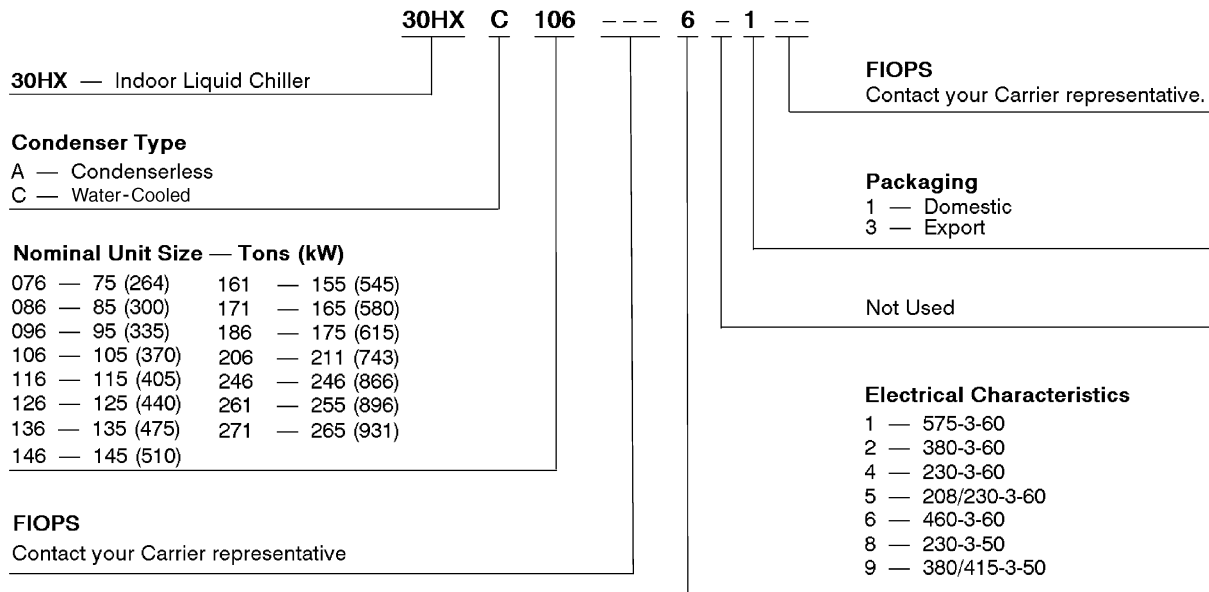 30HX C 106 --- 6 - 1 --
30HX — Indoor Liquid Chiller
Condenser Type
A — Condenserless
C — Water-Cooled
Nominal Unit Size — Tons (kW)
076 — 75 (264) 161 — 155 (545)
086 — 85 (300) 171 — 165 (580)
096 — 95 (335) 186 — 175 (615)
106 — 105 (370) 206 — 211 (743)
116 — 115 (405) 246 — 246 (866)
126 — 125 (440) 261 — 255 (896)
136 — 135 (475) 271 — 265 (931)
146 — 145 (510)
FIOPS
Contact your Carrier representative
FIOPS
Contact your Carrier representative.
Packaging
1 — Domestic
3 — Export
Not Used
Electrical Characteristics
1 — 575-3-60
2 — 380-3-60
4 — 230-3-60
5 — 208/230-3-60
6 — 460-3-60
8 — 230-3-50
9 — 380/415-3-50